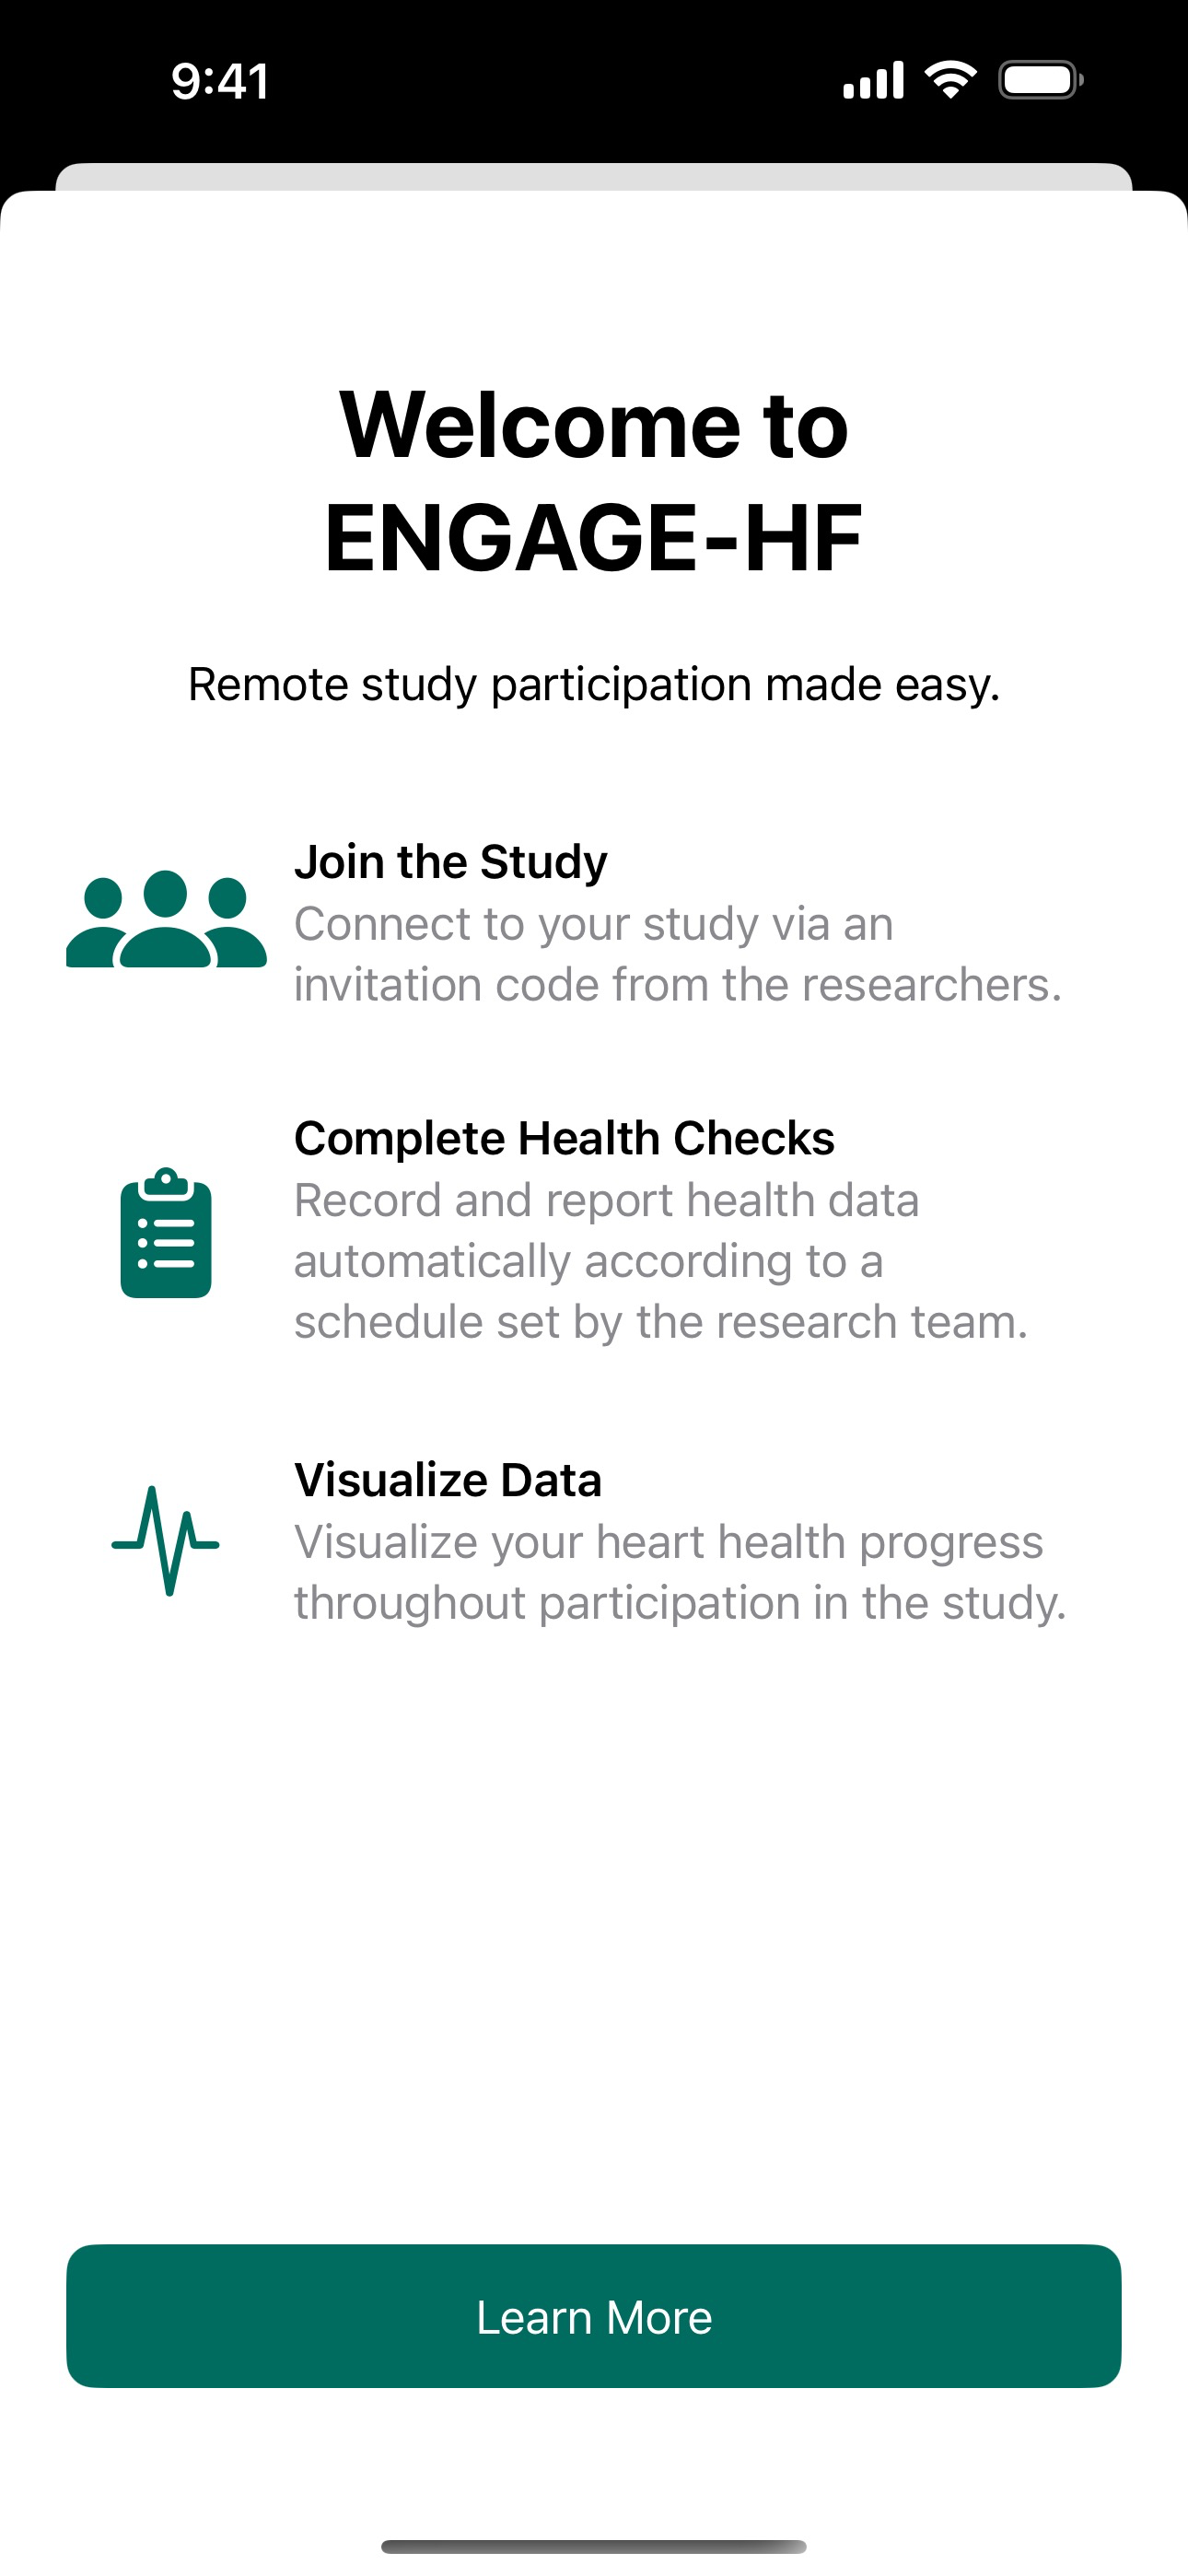 9:41
Welcome to
ENGAGE-HF
Remote study participation made easy.
Join the Study
Connect to your study via an
invitation code from the researchers.
Complete Health Checks
Record and report health data
automatically according to a
schedule set by the research team.
Visualize Data
Visualize your heart health progress
throughout participation in the study.
Learn More